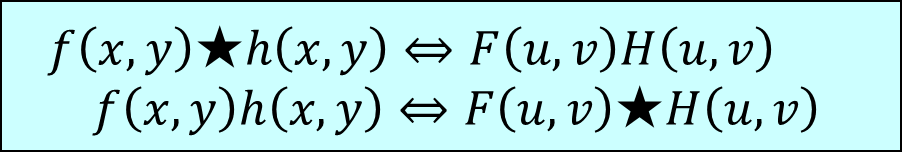 f(x,y)★h(x,y) ⇔ F(u,v)H(u,v)
f(x,y)h(x,y) ⇔ F(u,v)★H(u,v)